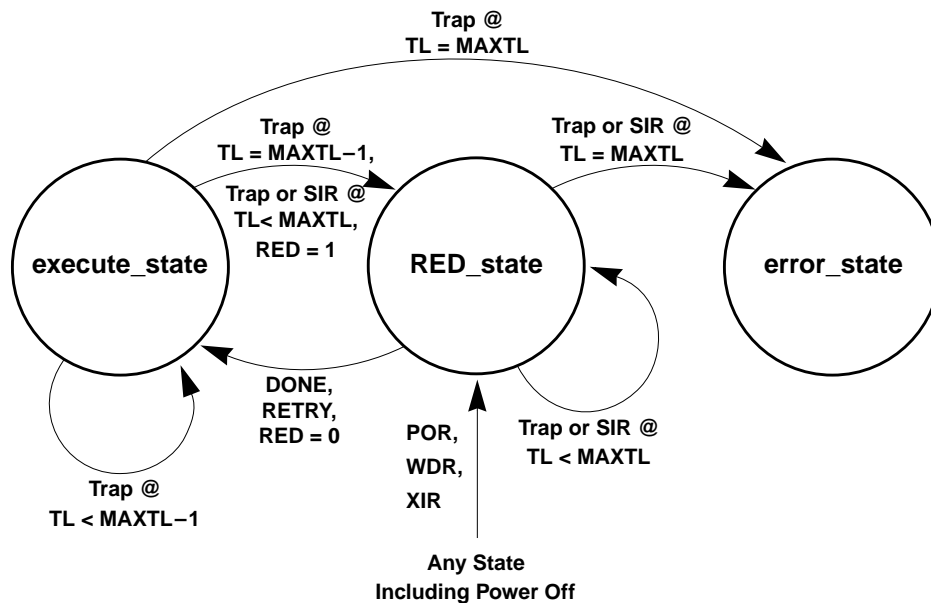 Trap @
TL = MAXTL
Trap @
TL = MAXTL–1,
Trap or SIR @
TL< MAXTL,
RED = 1
Trap or SIR @
TL = MAXTL
execute_state
RED_state
error_state
DONE,
RETRY,
RED = 0
Trap @
TL < MAXTL–1
POR,
WDR,
XIR
Trap or SIR @
TL < MAXTL
Any State
Including Power Off